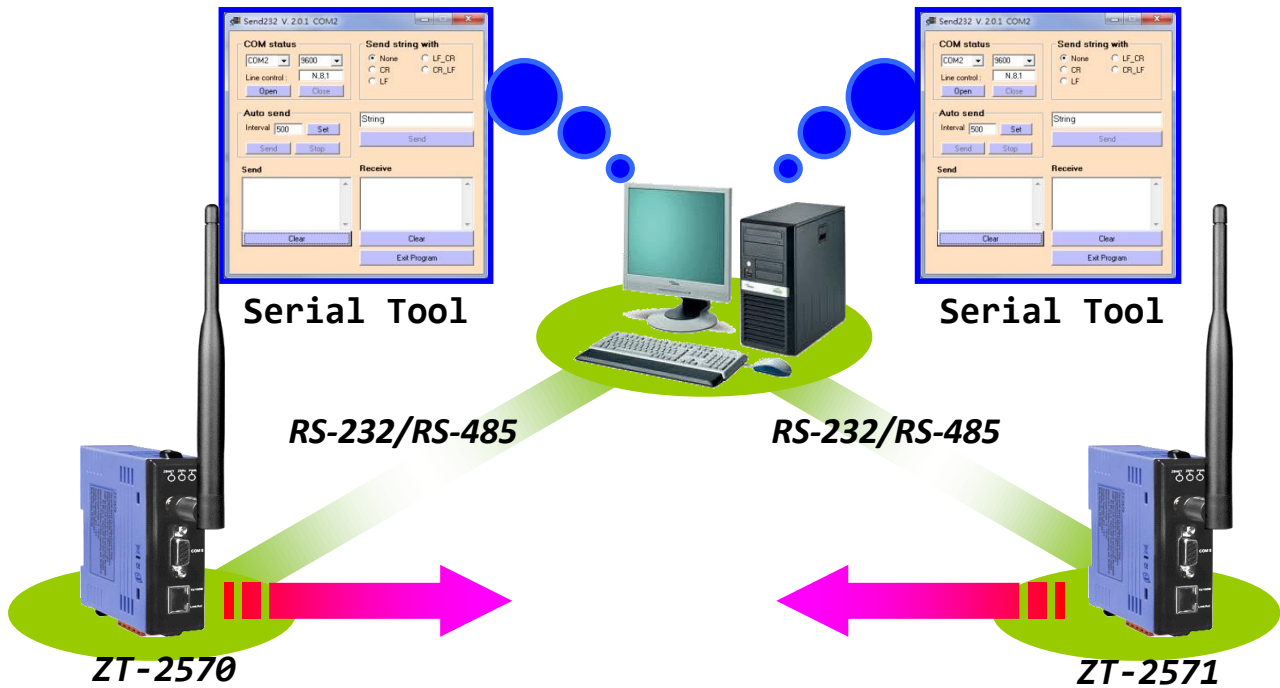 Send232 V. 2.0.1 COM2
COM status
COM2 9600
Line control : N,8,1
Open Close
Send string with
None LF_CR
CR CR_LF
LF
Auto send
Interval 500 Set
Send Stop
String
Send
Send
Receive
Clear
Clear
Exit Program
Serial Tool
Send232 V. 2.0.1 COM2
COM status
COM2 9600
Line control : N,8,1
Open Close
Send string with
None LF_CR
CR CR_LF
LF
Auto send
Interval 500 Set
Send Stop
String
Send
Send
Receive
Clear
Clear
Exit Program
Serial Tool
RS-232/RS-485
RS-232/RS-485
ZT-2570
ZT-2571